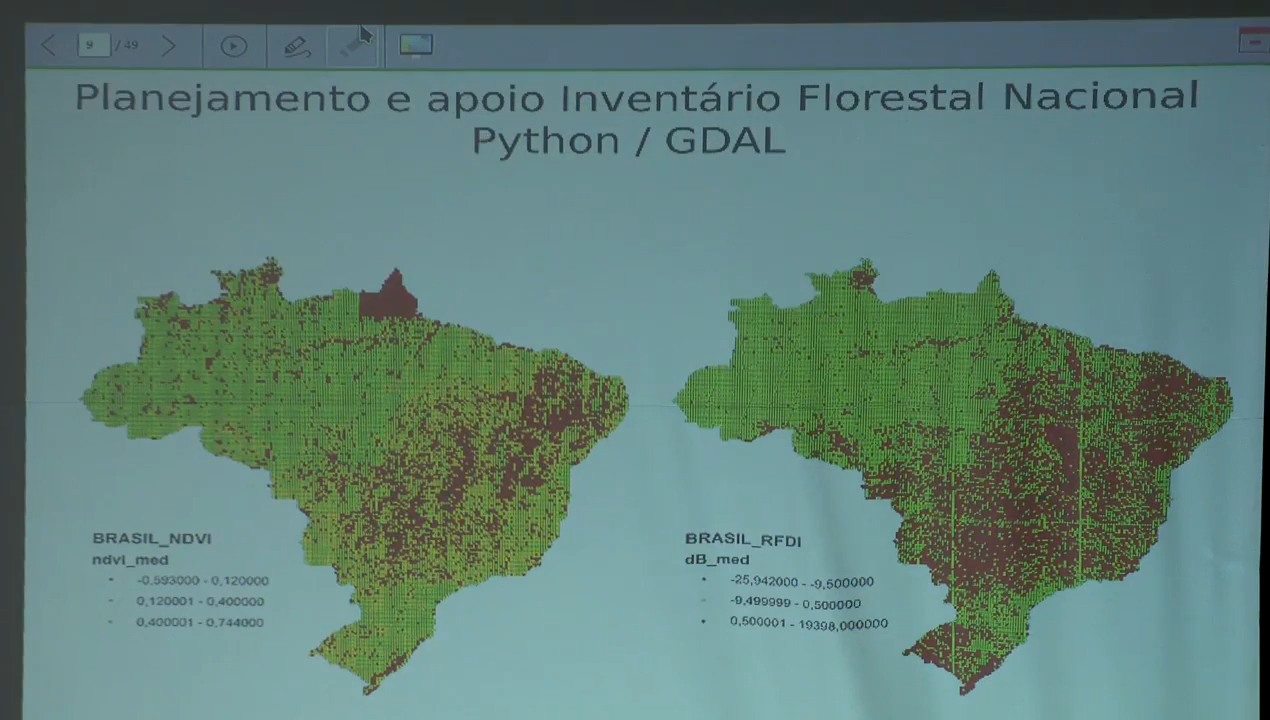 9 / 49
Planejamento e apoio Inventário Florestal Nacional
Python / GDAL
BRASIL_NDVI
ndvi_med
-0,593000 - 0,120000
0,120001 - 0,400000
0,400001 - 0,744000
BRASIL_RFDI
dB_med
-25,942000 - -9,500000
-9,499999 - 0,500000
0,500001 - 19398,000000